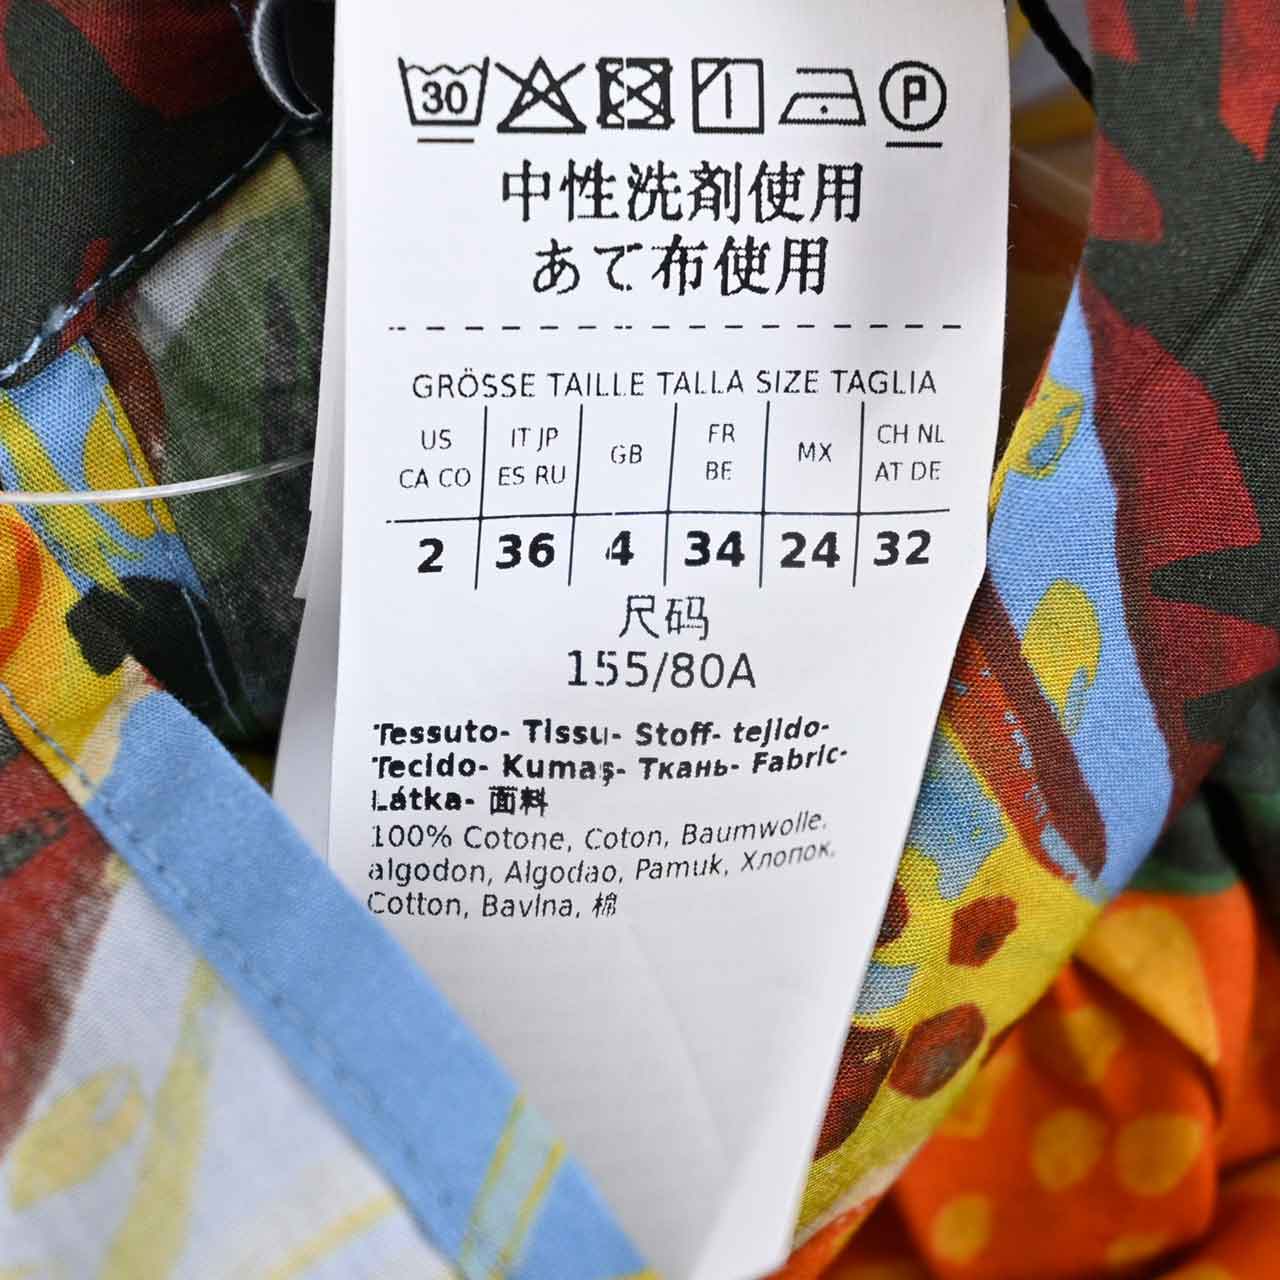 30
P
中性洗剤使用
あて布使用
GRÖSSE TAILLE TALLA SIZE TAGLIA
US CA CO
IT JP ES RU
GB
FR BE
MX
CH NL AT DE
2 36 4 34 24 32
尺码
155/80A
Tessuto- Tissu- Stoff- tejido-
Tecido- Kumaş- Ткань- Fabric-
Látka- 面料
100% Cotone, Coton, Baumwolle,
algodon, Algodao, Pamuk, Хлопок,
Cotton, Bavlna, 棉